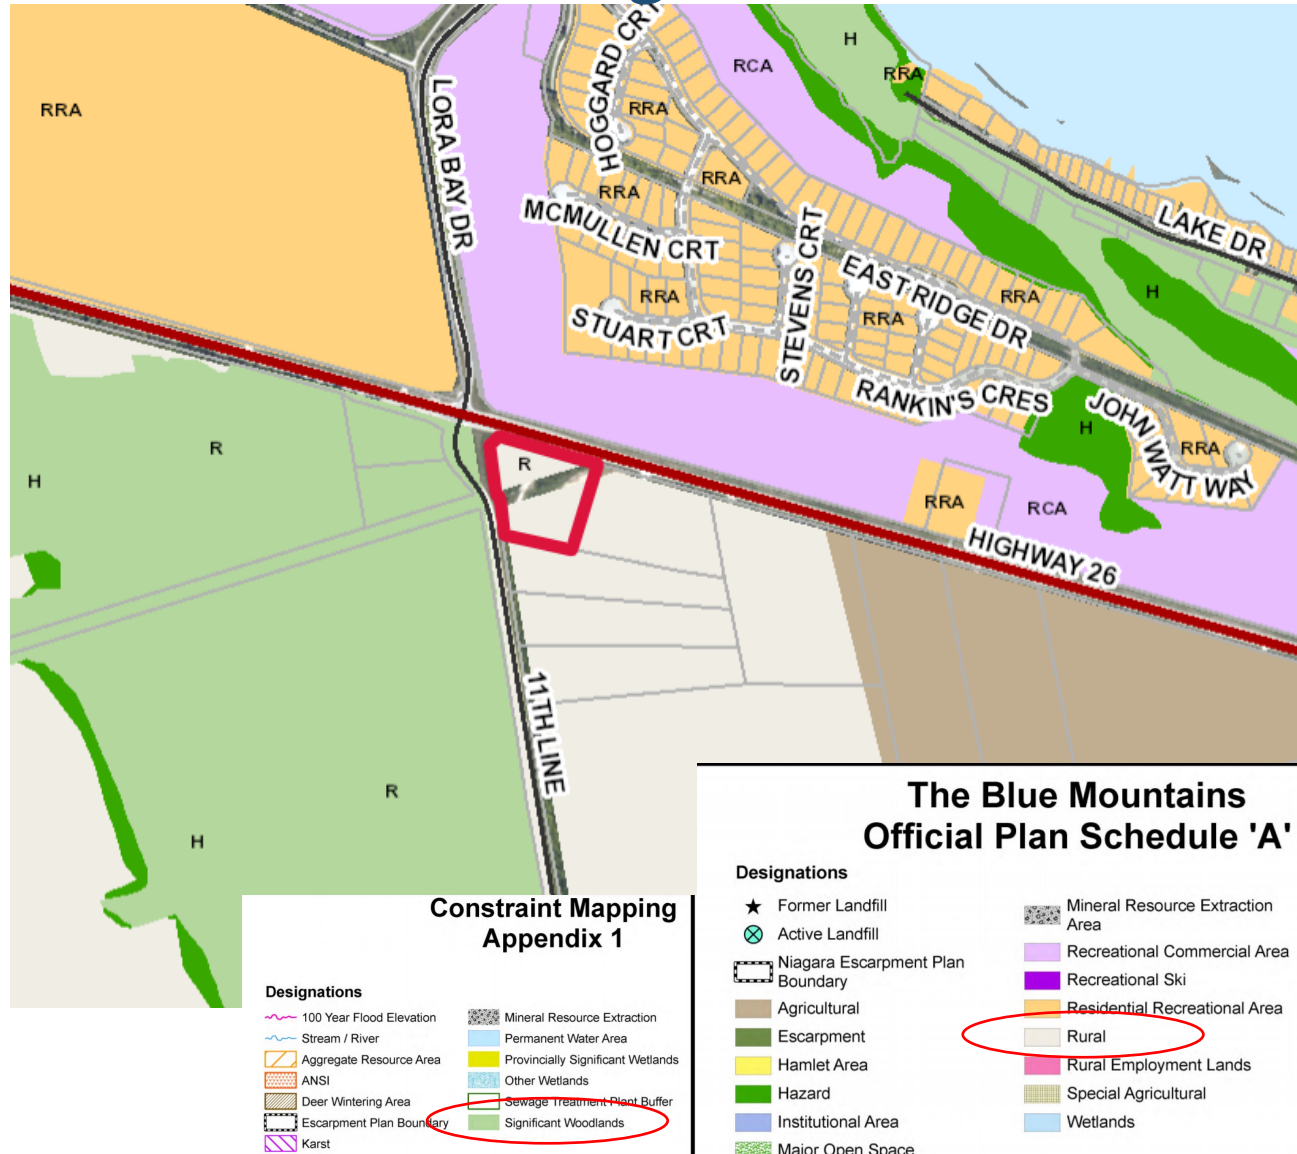 HOGGARD CRT
H
RCA
RRA
RRA
LORA BAY DR
RRA
RRA
RRA
MCMULLEN CRT
LAKE DR
STEVENS CRT
EAST RIDGE DR
RRA
RRA
H
RRA
STUART CRT
RANKIN'S CRES
JOHN WATT WAY
H
RRA
R
R
H
RRA
RCA
HIGHWAY 26
11TH LINE
R
H
Constraint Mapping
Appendix 1
Designations
100 Year Flood Elevation
Stream / River
Aggregate Resource Area
ANSI
Deer Wintering Area
Escarpment Plan Boundary
Karst
Mineral Resource Extraction
Permanent Water Area
Provincially Significant Wetlands
Other Wetlands
Sewage Treatment Plant Buffer
Significant Woodlands
The Blue Mountains
Official Plan Schedule 'A'
Designations
Former Landfill
Active Landfill
Niagara Escarpment Plan
Boundary
Agricultural
Escarpment
Hamlet Area
Hazard
Institutional Area
Major Open Space
Mineral Resource Extraction
Area
Recreational Commercial Area
Recreational Ski
Residential Recreational Area
Rural
Rural Employment Lands
Special Agricultural
Wetlands